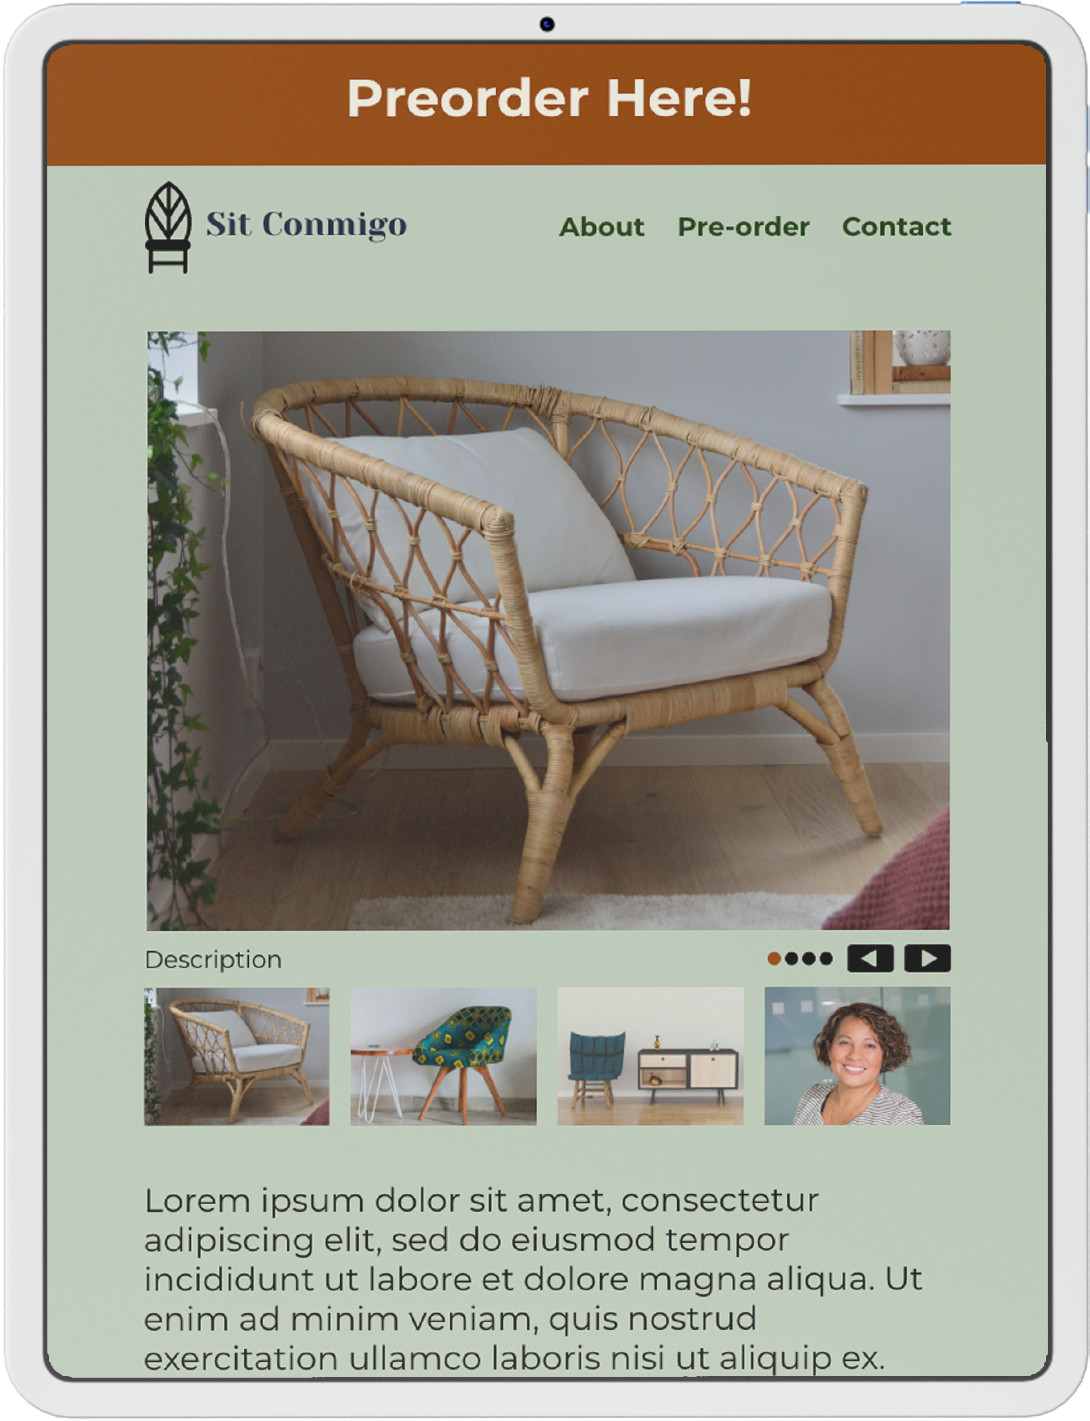 Preorder Here!
Sit Conmigo
About Pre-order Contact
Description
Lorem ipsum dolor sit amet, consectetur
adipiscing elit, sed do eiusmod tempor
incididunt ut labore et dolore magna aliqua. Ut
enim ad minim veniam, quis nostrud
exercitation ullamco laboris nisi ut aliquip ex.